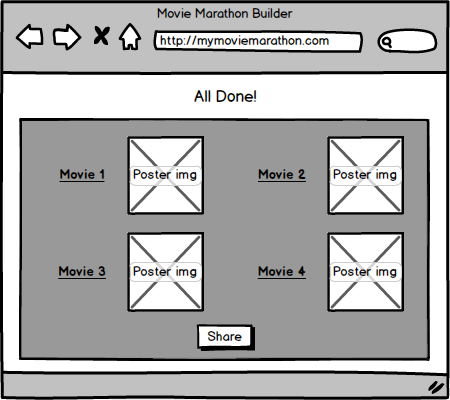 Movie Marathon Builder
http://mymoviemarathon.com
All Done!
Movie 1
Poster img
Movie 2
Poster img
Movie 3
Poster img
Movie 4
Poster img
Share